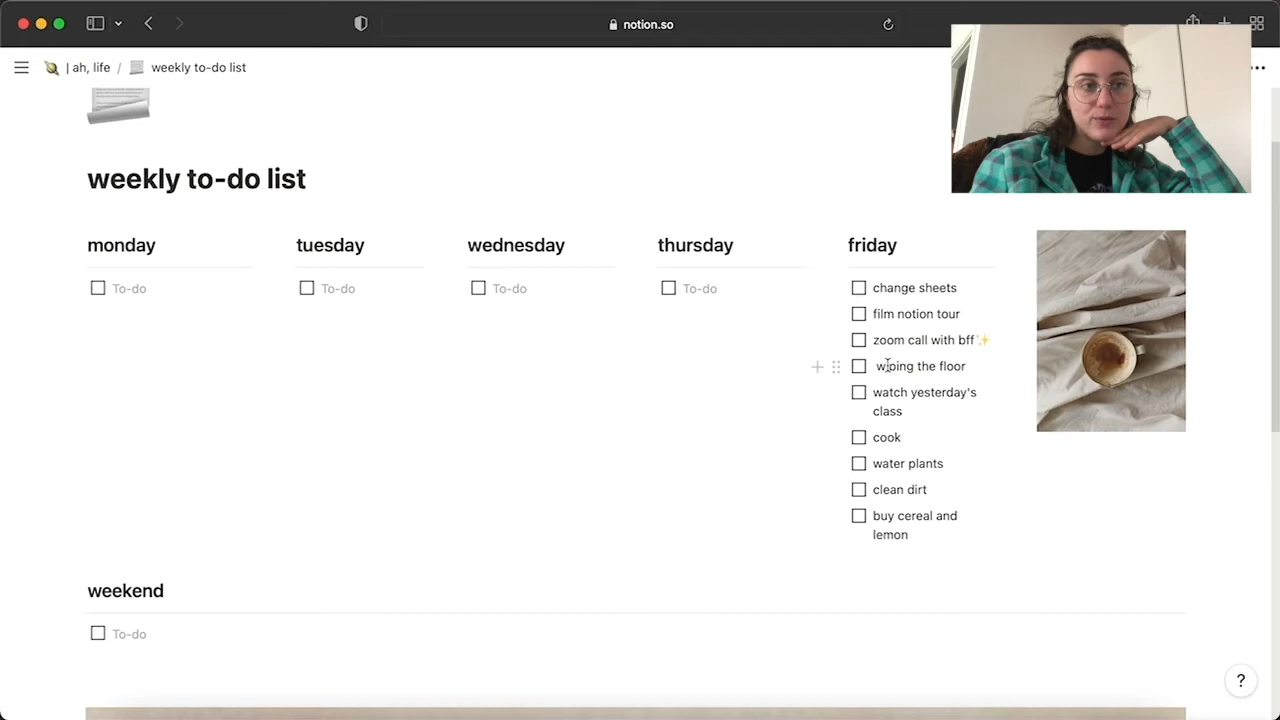 notion.so
| ah, life / weekly to-do list
weekly to-do list
monday
To-do
tuesday
To-do
wednesday
To-do
thursday
To-do
friday
change sheets
film notion tour
zoom call with bff✨
wping the floor
watch yesterday's
class
cook
water plants
clean dirt
buy cereal and
lemon
weekend
To-do
?